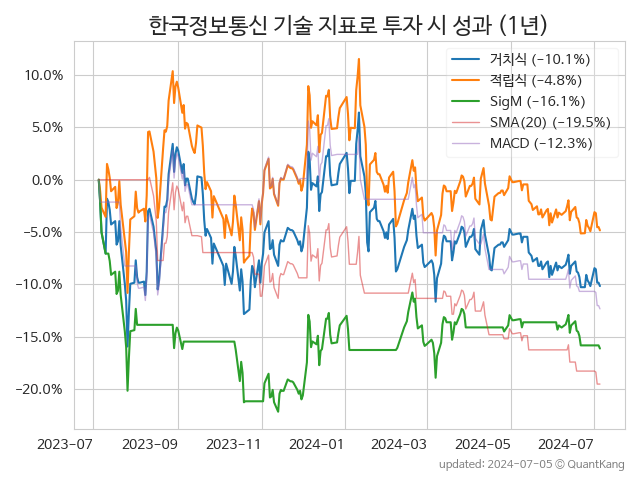 한국정보통신 기술 지표로 투자 시 성과 (1년)
거치식 (−10.1%)
적립식 (−4.8%)
SigM (−16.1%)
SMA(20) (−19.5%)
MACD (−12.3%)
10.0%
5.0%
0.0%
−5.0%
−10.0%
−15.0%
−20.0%
2023-07 2023-09 2023-11 2024-01 2024-03 2024-05 2024-07
updated: 2024-07-05 © QuantKang